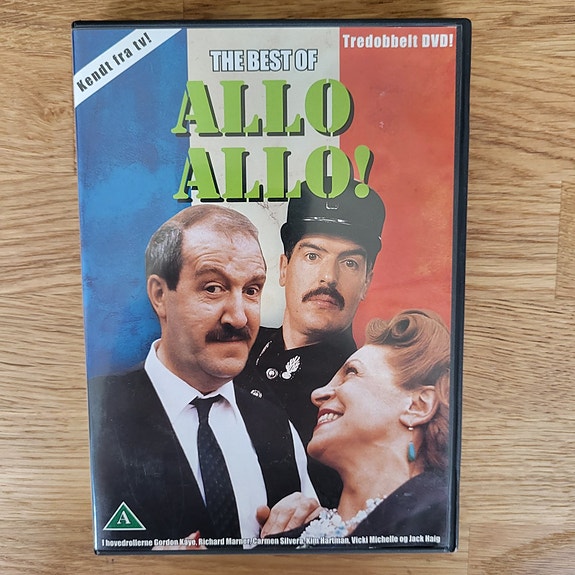 Kendt fra tv!
Tredobbelt DVD!
THE BEST OF
ALLO
ALLO!
A
I hovedrollerne Gordon Kaye, Richard Marner, Carmen Silvera, Kim Hartman, Vicki Michelle og Jack Haig